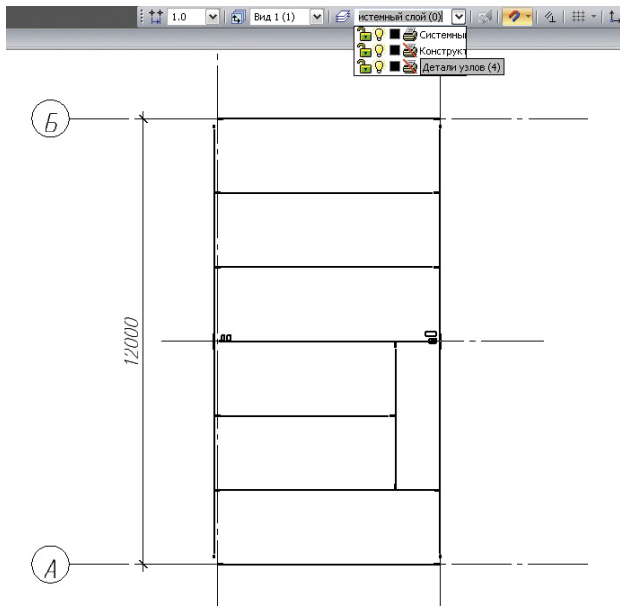 1.0 Вид 1 (1) истемный слой (0)
Системны
Конструкт
Детали узлов (4)
Б
12000
А